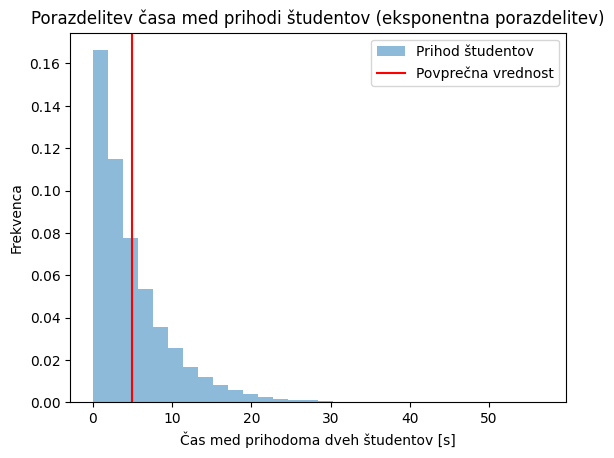 Porazdelitev časa med prihodi študentov (eksponentna porazdelitev)
Prihod študentov
Povprečna vrednost
Frekvenca
0.16
0.14
0.12
0.10
0.08
0.06
0.04
0.02
0.00
0 10 20 30 40 50
Čas med prihodoma dveh študentov [s]